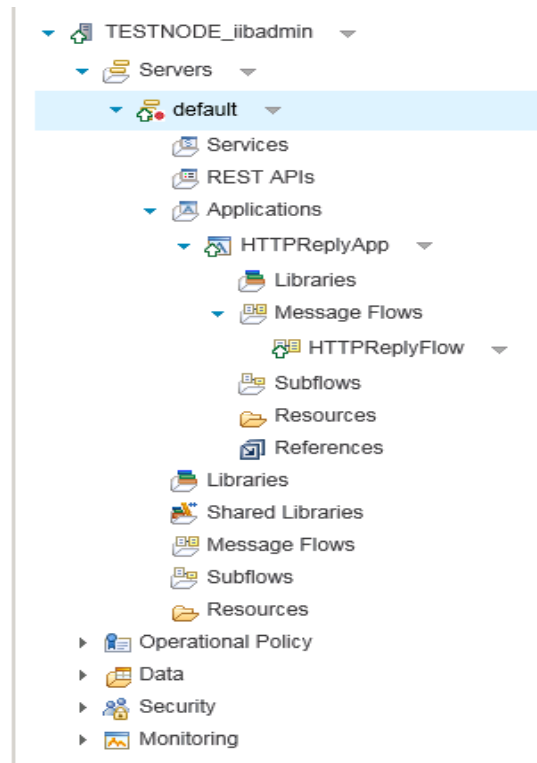 TESTNODE_iibadmin
Servers
default
Services
REST APIs
Applications
HTTPReplyApp
Libraries
Message Flows
HTTPReplyFlow
Subflows
Resources
References
Libraries
Shared Libraries
Message Flows
Subflows
Resources
Operational Policy
Data
Security
Monitoring